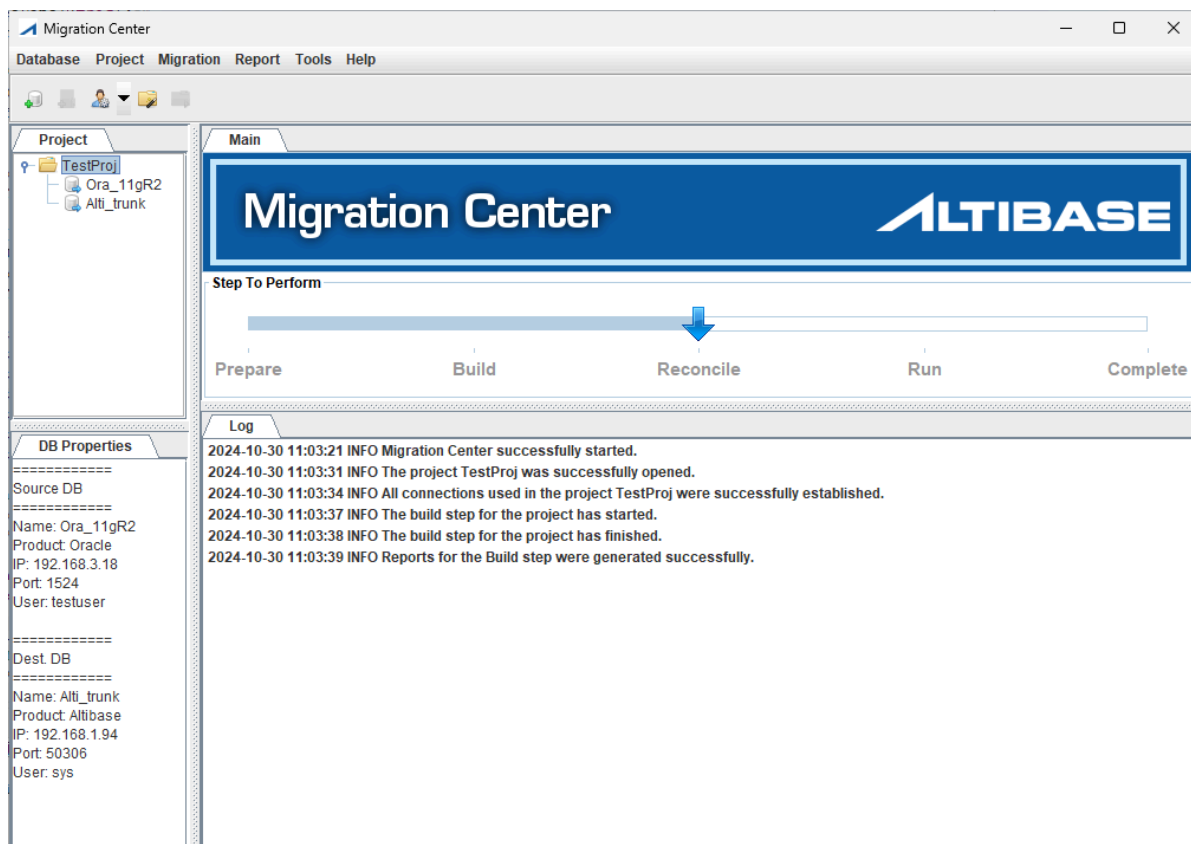 Migration Center
Database Project Migration Report Tools Help
Project
TestProj
Ora_11gR2
Alti_trunk
Main
Migration Center
ALTIBASE
Step To Perform
Prepare Build Reconcile Run Complete
DB Properties
============
Source DB
============
Name: Ora_11gR2
Product: Oracle
IP: 192.168.3.18
Port: 1524
User: testuser
============
Dest. DB
============
Name: Alti_trunk
Product: Altibase
IP: 192.168.1.94
Port: 50306
User: sys
Log
2024-10-30 11:03:21 INFO Migration Center successfully started.
2024-10-30 11:03:31 INFO The project TestProj was successfully opened.
2024-10-30 11:03:34 INFO All connections used in the project TestProj were successfully established.
2024-10-30 11:03:37 INFO The build step for the project has started.
2024-10-30 11:03:38 INFO The build step for the project has finished.
2024-10-30 11:03:39 INFO Reports for the Build step were generated successfully.